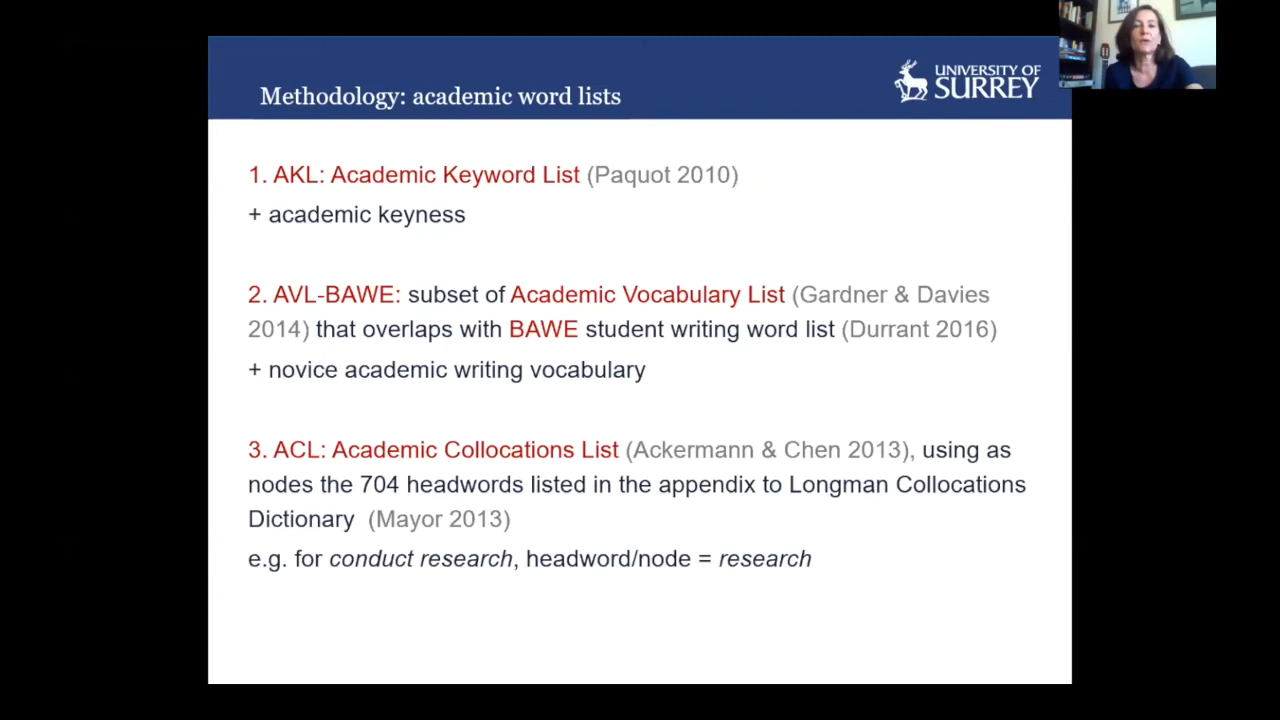 Methodology: academic word lists
UNIVERSITY OF
SURREY
1. AKL: Academic Keyword List (Paquot 2010)
+ academic keyness
2. AVL-BAWE: subset of Academic Vocabulary List (Gardner & Davies
2014) that overlaps with BAWE student writing word list (Durrant 2016)
+ novice academic writing vocabulary
3. ACL: Academic Collocations List (Ackermann & Chen 2013), using as
nodes the 704 headwords listed in the appendix to Longman Collocations
Dictionary (Mayor 2013)
e.g. for conduct research, headword/node = research